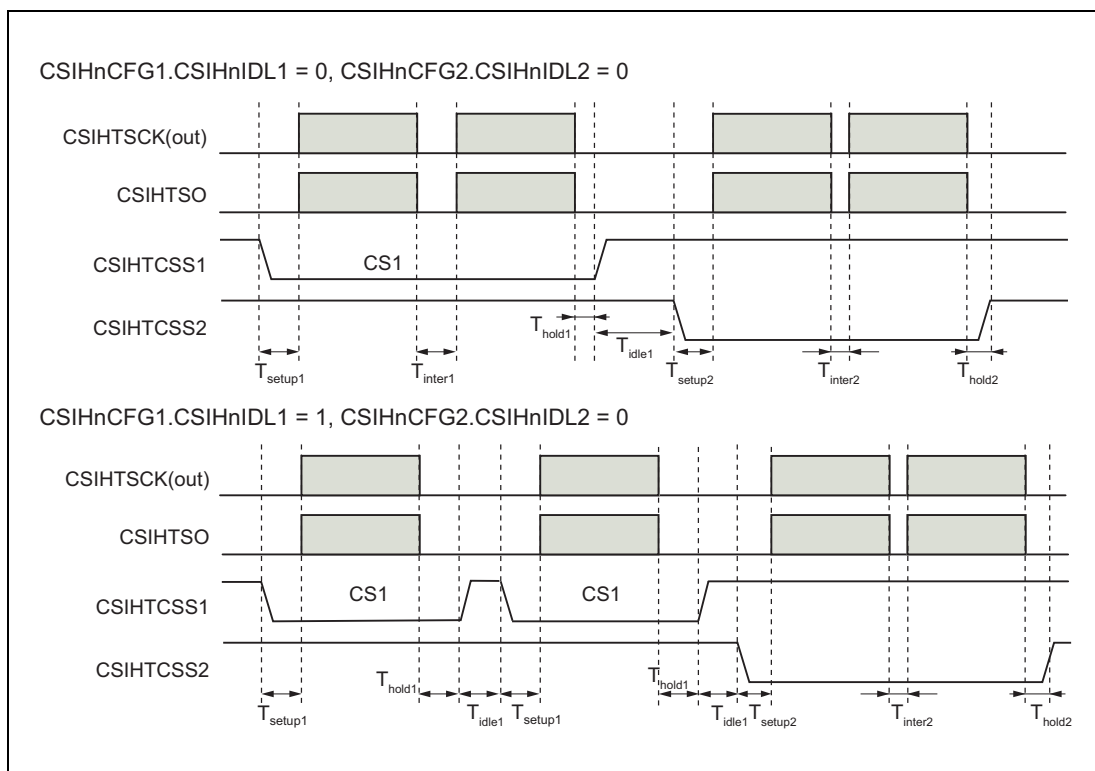 CSIHnCFG1.CSIHnIDL1 = 0, CSIHnCFG2.CSIHnIDL2 = 0
CSIHTSCK(out)
CSIHTSO
CSIHTCSS1
CS1
CSIHTCSS2
Thold1
Tidle1
Tsetup1
Tinter1
Tsetup2
Tinter2
Thold2
CSIHnCFG1.CSIHnIDL1 = 1, CSIHnCFG2.CSIHnIDL2 = 0
CSIHTSCK(out)
CSIHTSO
CSIHTCSS1
CS1
CS1
CSIHTCSS2
Thold1
Thold1
Tsetup1
Tidle1
Tsetup1
Tidle1
Tsetup2
Tinter2
Thold2